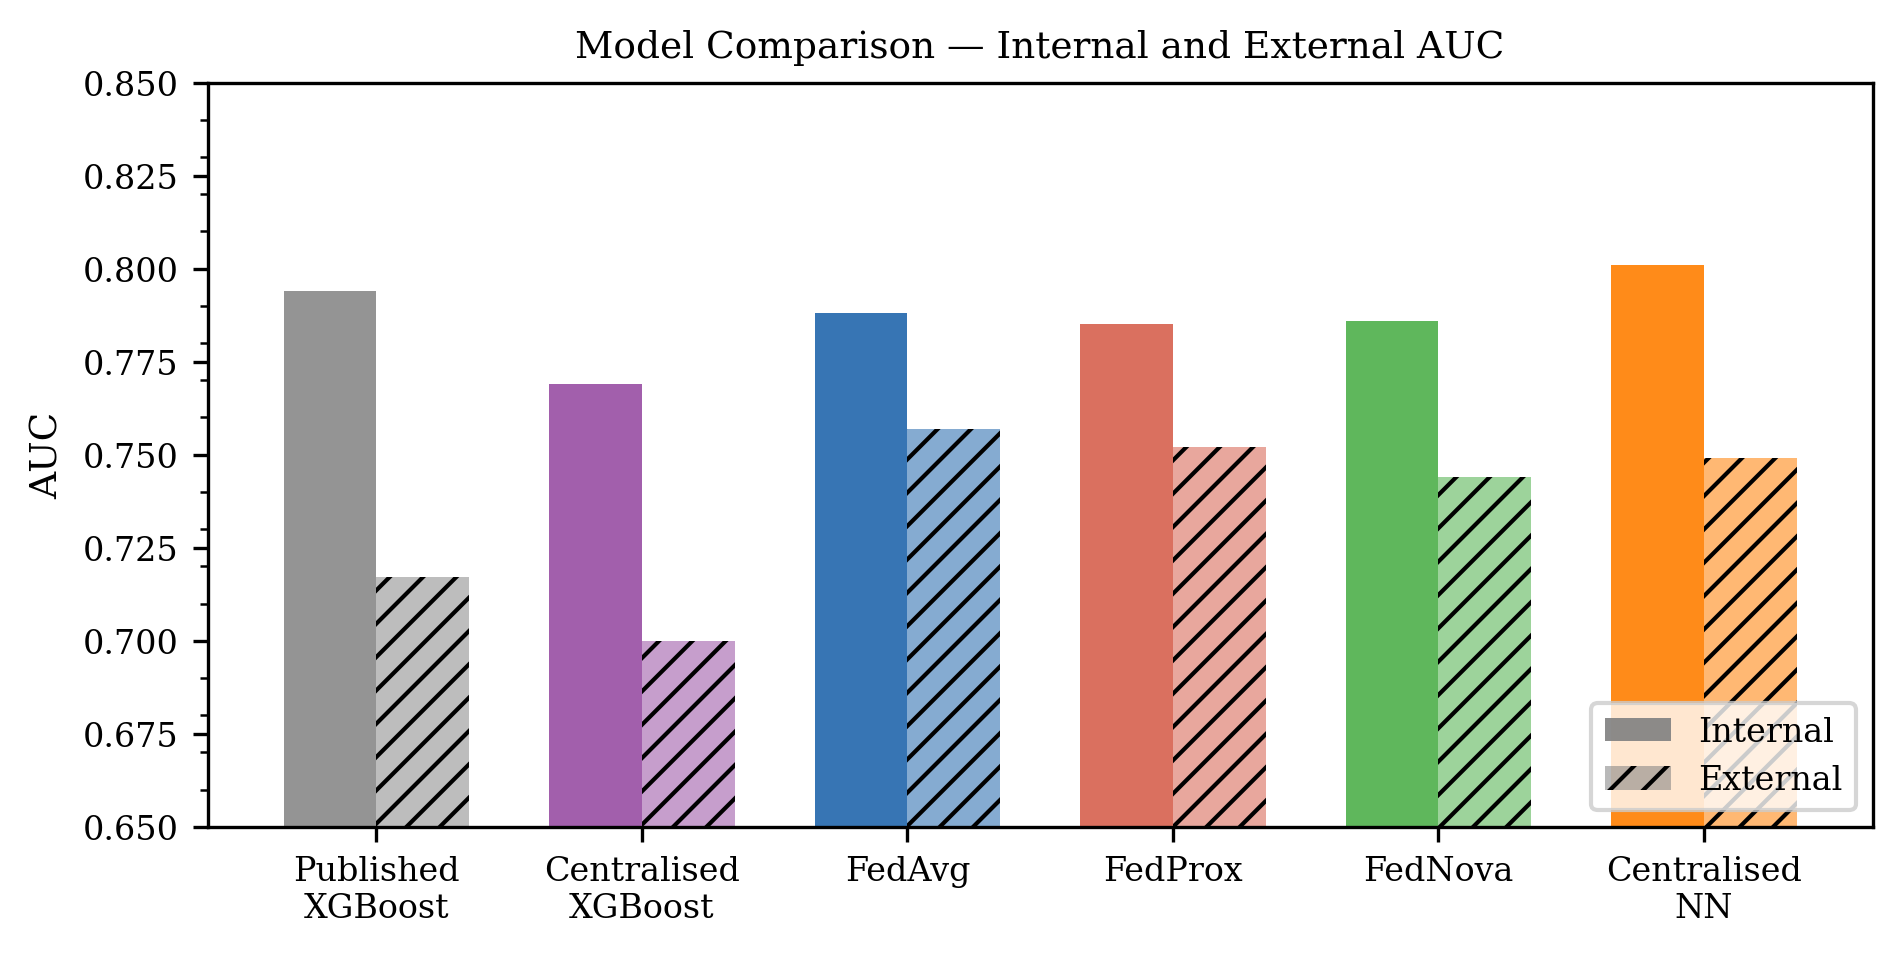 Model Comparison — Internal and External AUC
AUC
0.850
0.825
0.800
0.775
0.750
0.725
0.700
0.675
0.650
Internal
External
Published
XGBoost
Centralised
XGBoost
FedAvg
FedProx
FedNova
Centralised
NN